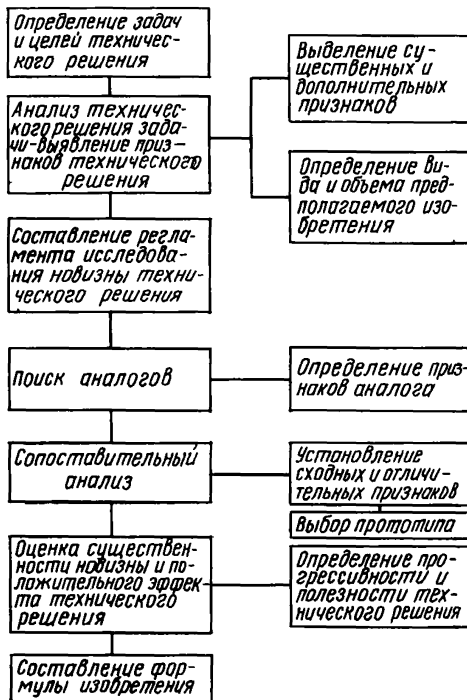 Определение задач
и целей техничес-
кого решения
Анализ техничес-
кого решения зада-
чи-выявление приз-
наков технического
решения
Выделение су-
щественных и
дополнительных
признаков
Определение ви-
да и объема пред-
полагаемого изо-
бретения
Составление регла-
мента исследова-
ния новизны техни-
ческого решения
Поиск аналогов
Определение приз-
наков аналога
Сопоставительный
анализ
Установление
сходных и отличи-
тельных признаков
Выбор прототипа
Оценка существен-
ности новизны и по-
ложительного эффек-
та технического
решения
Определение про-
грессивности и
полезности тех-
нического решения
Составление фор-
мулы изобретения